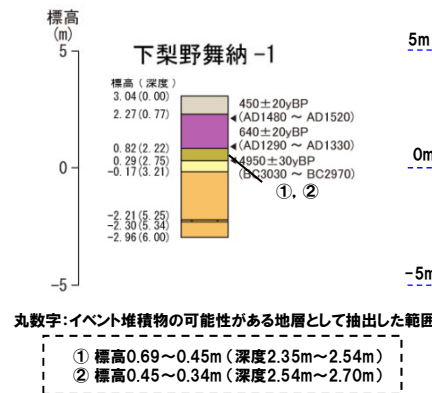 標高
(m)
5
下梨野舞納-1
標高(深度)
3.04(0.00)
2.27(0.77)
0.82(2.22)
0.29(2.75)
-0.17(3.21)
-2.21(5.25)
-2.30(5.34)
-2.96(6.00)
450±20yBP
(AD1480 ~ AD1520)
640±20yBP
(AD1290 ~ AD1330)
4950±30yBP
(BC3030 ~ BC2970)
①, ②
0
-5
5m
0m
-5m
丸数字:イベント堆積物の可能性がある地層として抽出した範囲
① 標高0.69~0.45m(深度2.35m~2.54m)
② 標高0.45~0.34m(深度2.54m~2.70m)